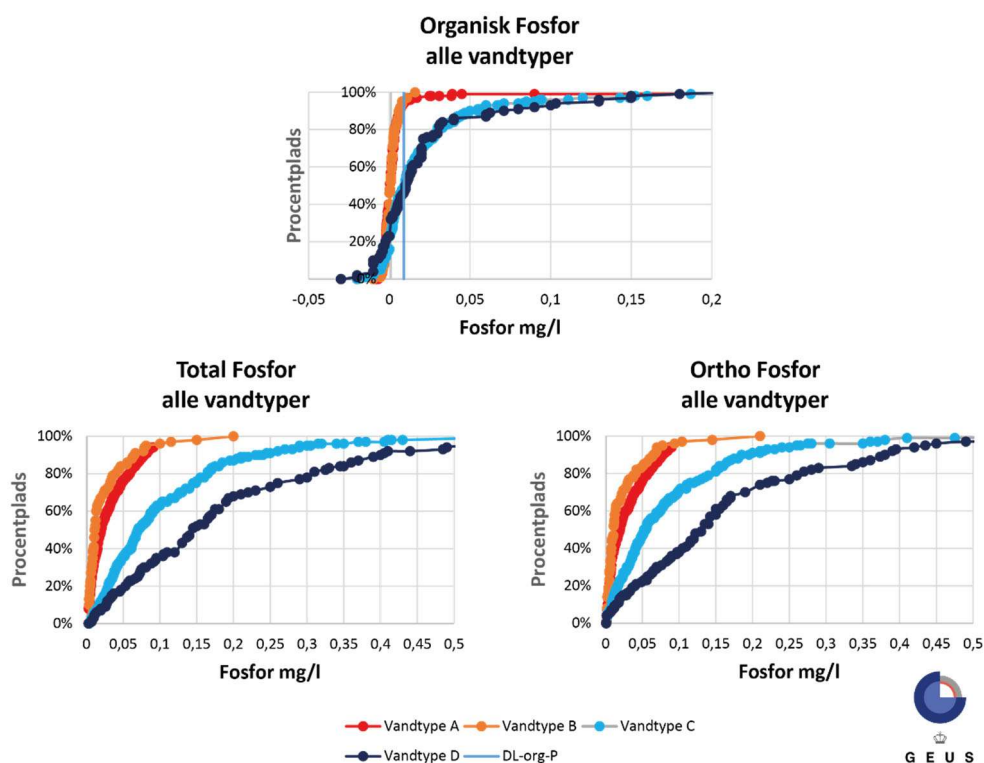 Organisk Fosfor
alle vandtyper
Procentplads
100%
80%
60%
40%
20%
0%
-0,05 0 0,05 0,1 0,15 0,2
Fosfor mg/l
Total Fosfor
alle vandtyper
Procentplads
100%
80%
60%
40%
20%
0%
0 0,05 0,1 0,15 0,2 0,25 0,3 0,35 0,4 0,45 0,5
Fosfor mg/l
Ortho Fosfor
alle vandtyper
Procentplads
100%
80%
60%
40%
20%
0%
0 0,05 0,1 0,15 0,2 0,25 0,3 0,35 0,4 0,45 0,5
Fosfor mg/l
Vandtype A Vandtype B Vandtype C
Vandtype D DL-org-P
G E U S